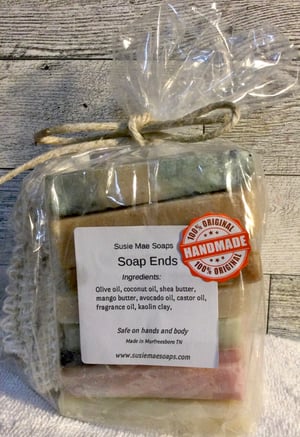 Susie Mae Soaps
Soap Ends
Ingredients:
Olive oil, coconut oil, shea butter,
mango butter, avocado oil, castor oil,
fragrance oil, kaolin clay,
Safe on hands and body
Made in Murfreesboro TN
www.susiemaesoaps.com
100% ORIGINAL
HANDMADE
100% ORIGINAL